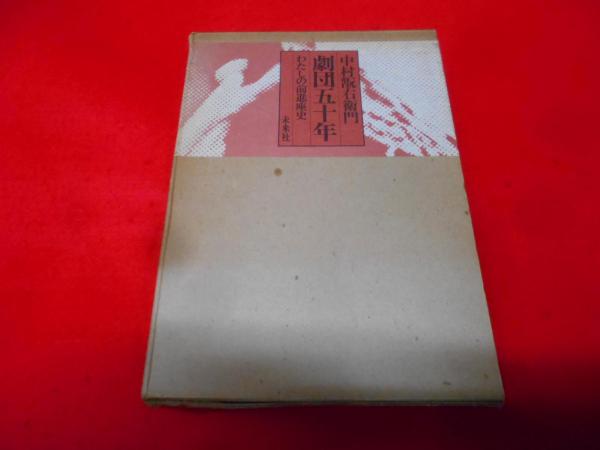 中村翫右衛門
劇団五十年
わたしの前進座史
未来社